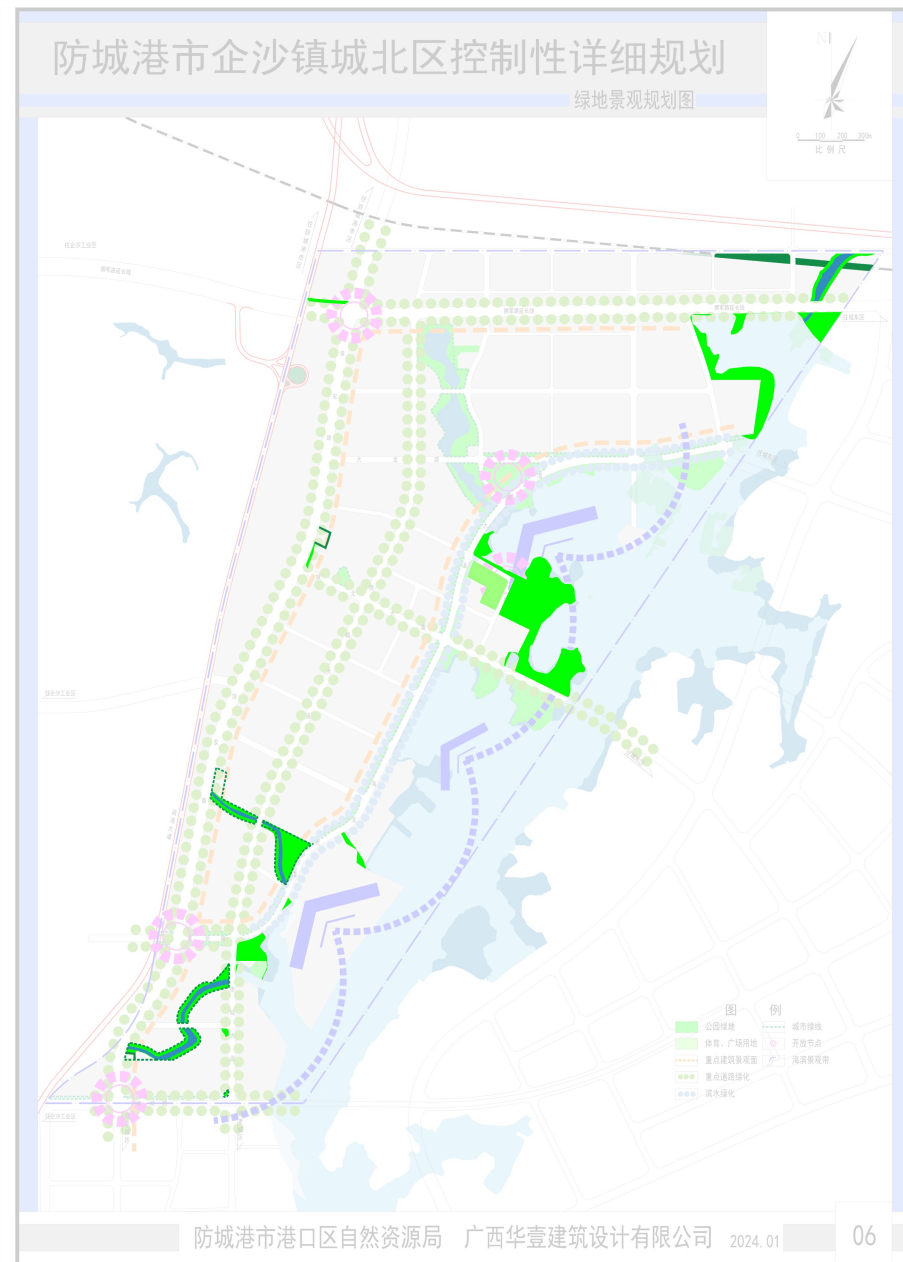 防城港市企沙镇城北区控制性详细规划
绿地景观规划图
N
0 100 200 300m
比例尺
图 例
公园绿地
体育、广场用地
重点建筑景观面
重点道路绿化
滨水绿化
城市绿线
开放节点
海滨景观带
防城港市港口区自然资源局 广西华壹建筑设计有限公司 2024.01
06